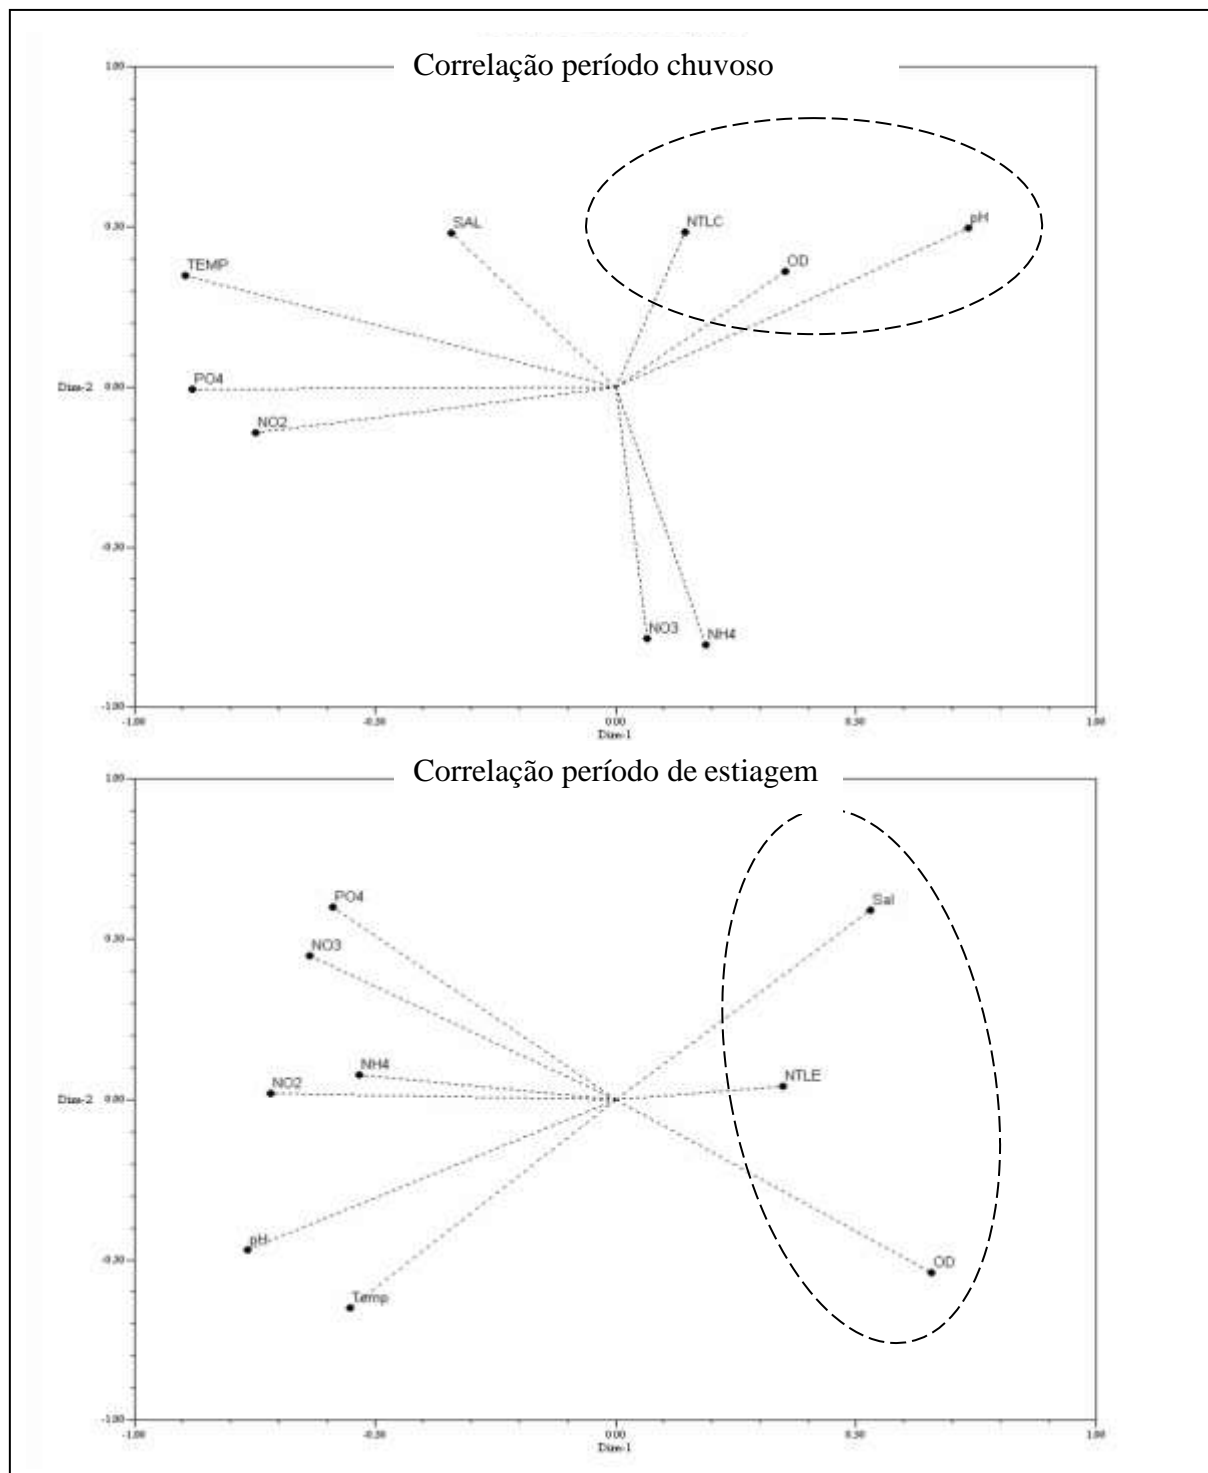 Correlação período chuvoso
1.00
NTLC
pH
SAL
0.50
OD
TEMP
PO4
Dim-2 0.00
NO2
-0.50
NO3
NH4
-1.00
-1.00 -0.50 0.00 0.50 1.00
Dim-1
Correlação período de estiagem
1.00
PO4
Sal
NO3
0.50
NH4
NTLE
NO2
Dim-2 0.00
pH
OD
-0.50
Temp
-1.00
-1.00 -0.50 0.00 0.50 1.00
Dim-1